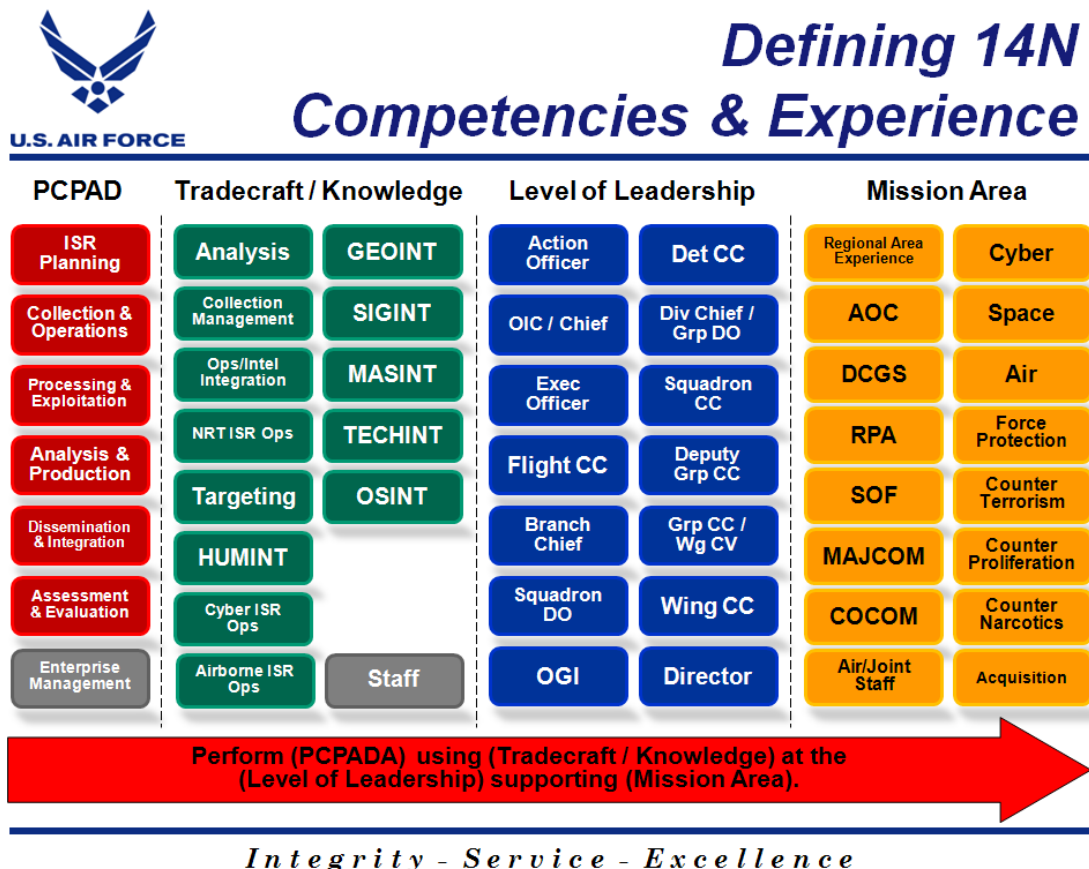 Defining 14N
Competencies & Experience
U.S. AIR FORCE
PCPAD
ISR
Planning
Collection &
Operations
Processing &
Exploitation
Analysis &
Production
Dissemination
& Integration
Assessment
& Evaluation
Enterprise
Management
Tradecraft / Knowledge
Analysis
Collection
Management
Ops/Intel
Integration
NRT ISR Ops
Targeting
HUMINT
Cyber ISR
Ops
Airborne ISR
Ops
GEOINT
SIGINT
MASINT
TECHINT
OSINT
Staff
Level of Leadership
Action
Officer
OIC / Chief
Exec
Officer
Flight CC
Branch
Chief
Squadron
DO
OGI
Det CC
Div Chief /
Grp DO
Squadron
CC
Deputy
Grp CC
Grp CC /
Wg CV
Wing CC
Director
Mission Area
Regional Area
Experience
AOC
DCGS
RPA
SOF
MAJCOM
COCOM
Air/Joint
Staff
Cyber
Space
Air
Force
Protection
Counter
Terrorism
Counter
Proliferation
Counter
Narcotics
Acquisition
Perform (PCPADA) using (Tradecraft / Knowledge) at the
(Level of Leadership) supporting (Mission Area).
Integrity - Service - Excellence